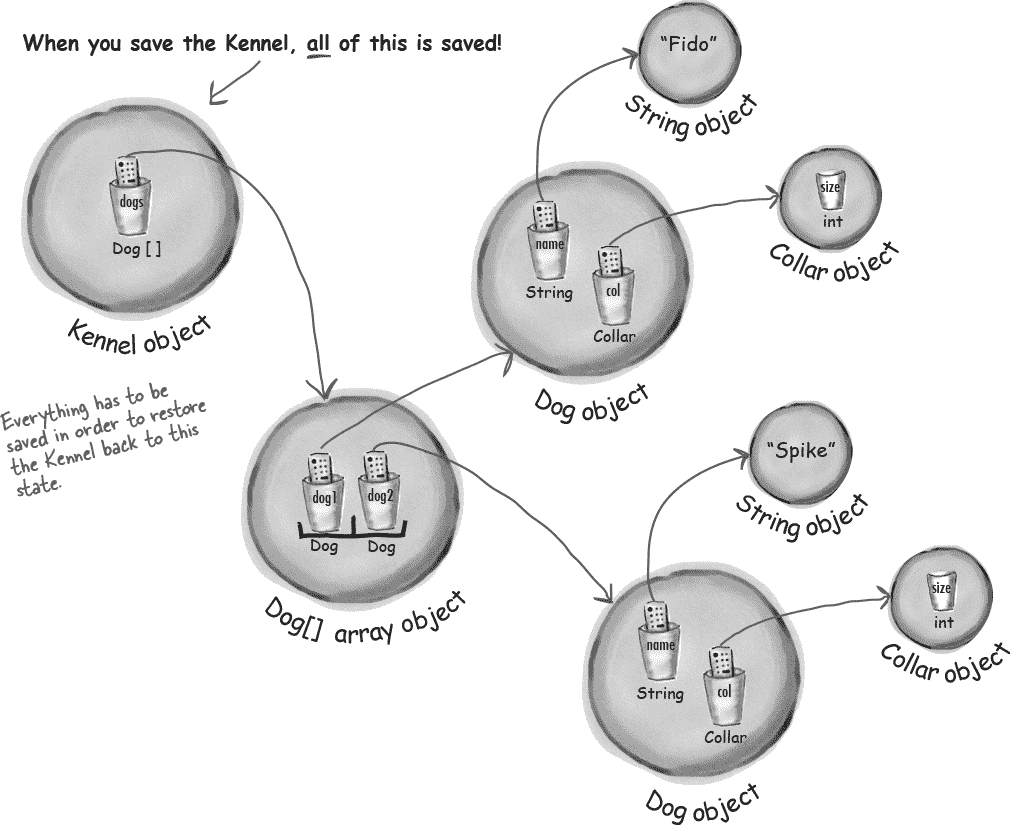 When you save the Kennel, all of this is saved!
dogs
Dog [ ]
Kennel object
Everything has to be
saved in order to restore
the Kennel back to this
state.
dog1
dog2
Dog
Dog
Dog[] array object
name
String
col
Collar
Dog object
“Fido”
String object
size
int
Collar object
name
String
col
Collar
Dog object
“Spike”
String object
size
int
Collar object